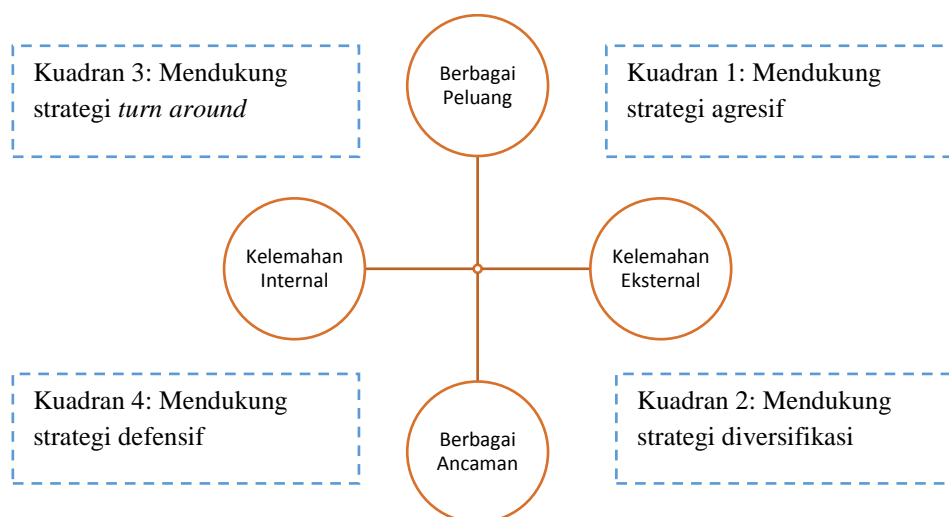 Kuadran 3: Mendukung
strategi turn around
Berbagai
Peluang
Kuadran 1: Mendukung
strategi agresif
Kelemahan
Internal
Kelemahan
Eksternal
Kuadran 4: Mendukung
strategi defensif
Berbagai
Ancaman
Kuadran 2: Mendukung
strategi diversifikasi